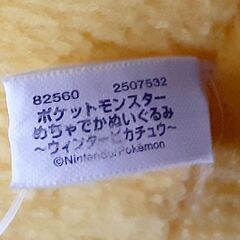 82560 2507532
ポケットモンスター
めちゃでかぬいぐるみ
～ウィンターピカチュウ～
©Nintendo/Pokémon